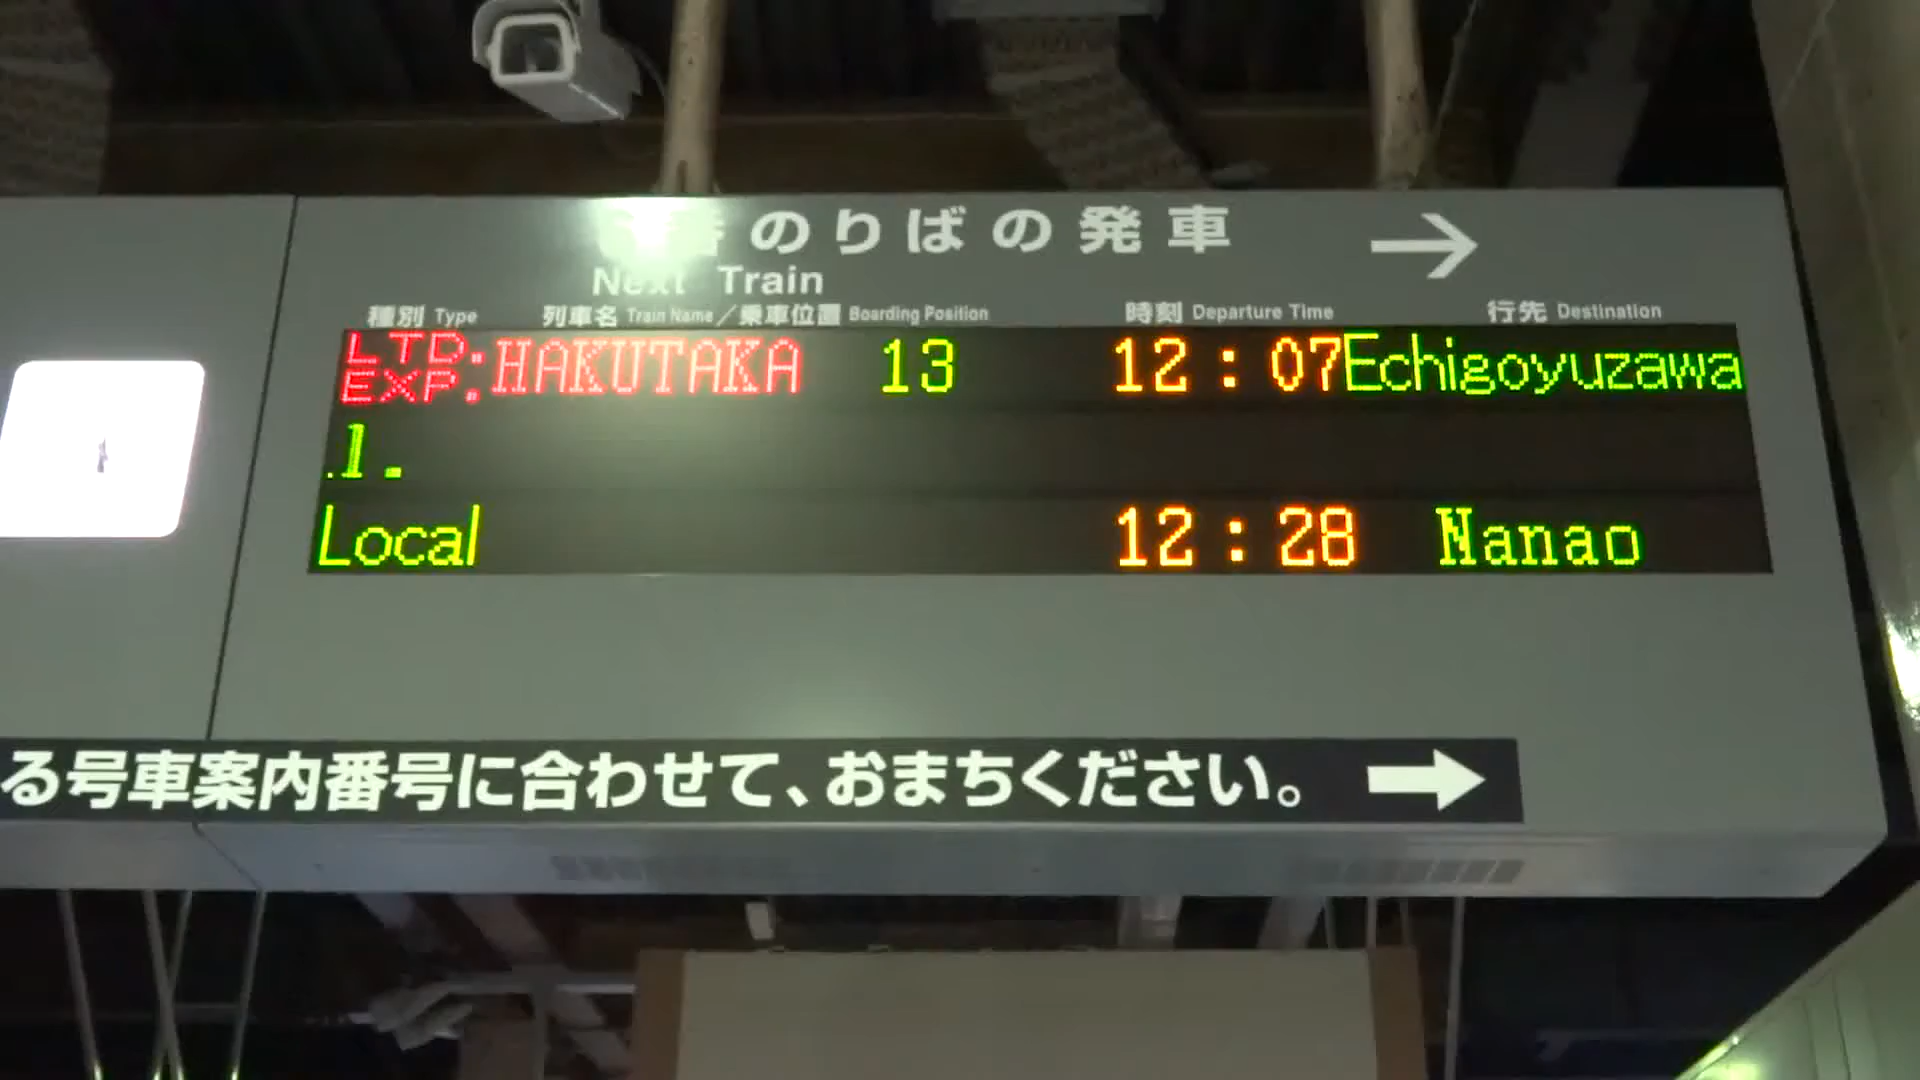 番のりばの発車 →
Next Train
種別 Type 列車名 Train Name／乗車位置 Boarding Position 時刻 Departure Time 行先 Destination
LTD. EXP. HAKUTAKA 13 12:07 Echigoyuzawa
.1.
Local 12:28 Nanao
る号車案内番号に合わせて、おまちください。 →